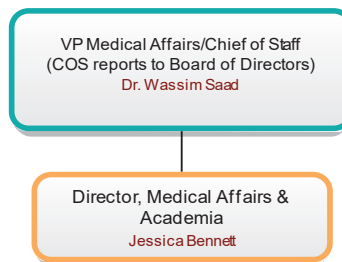 VP Medical Affairs/Chief of Staff
(COS reports to Board of Directors)
Dr. Wassim Saad
Director, Medical Affairs &
Academia
Jessica Bennett